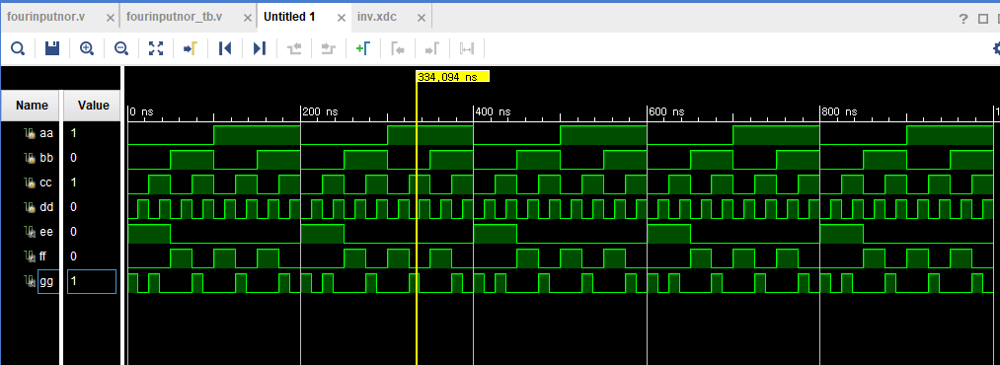 fourinputnor.v × fourinputnor_tb.v × Untitled 1 × inv.xdc ×
? 
334,094 ns
Name Value
0 ns 200 ns 400 ns 600 ns 800 ns 1
aa 1
bb 0
cc 1
dd 0
ee 0
ff 0
gg 1